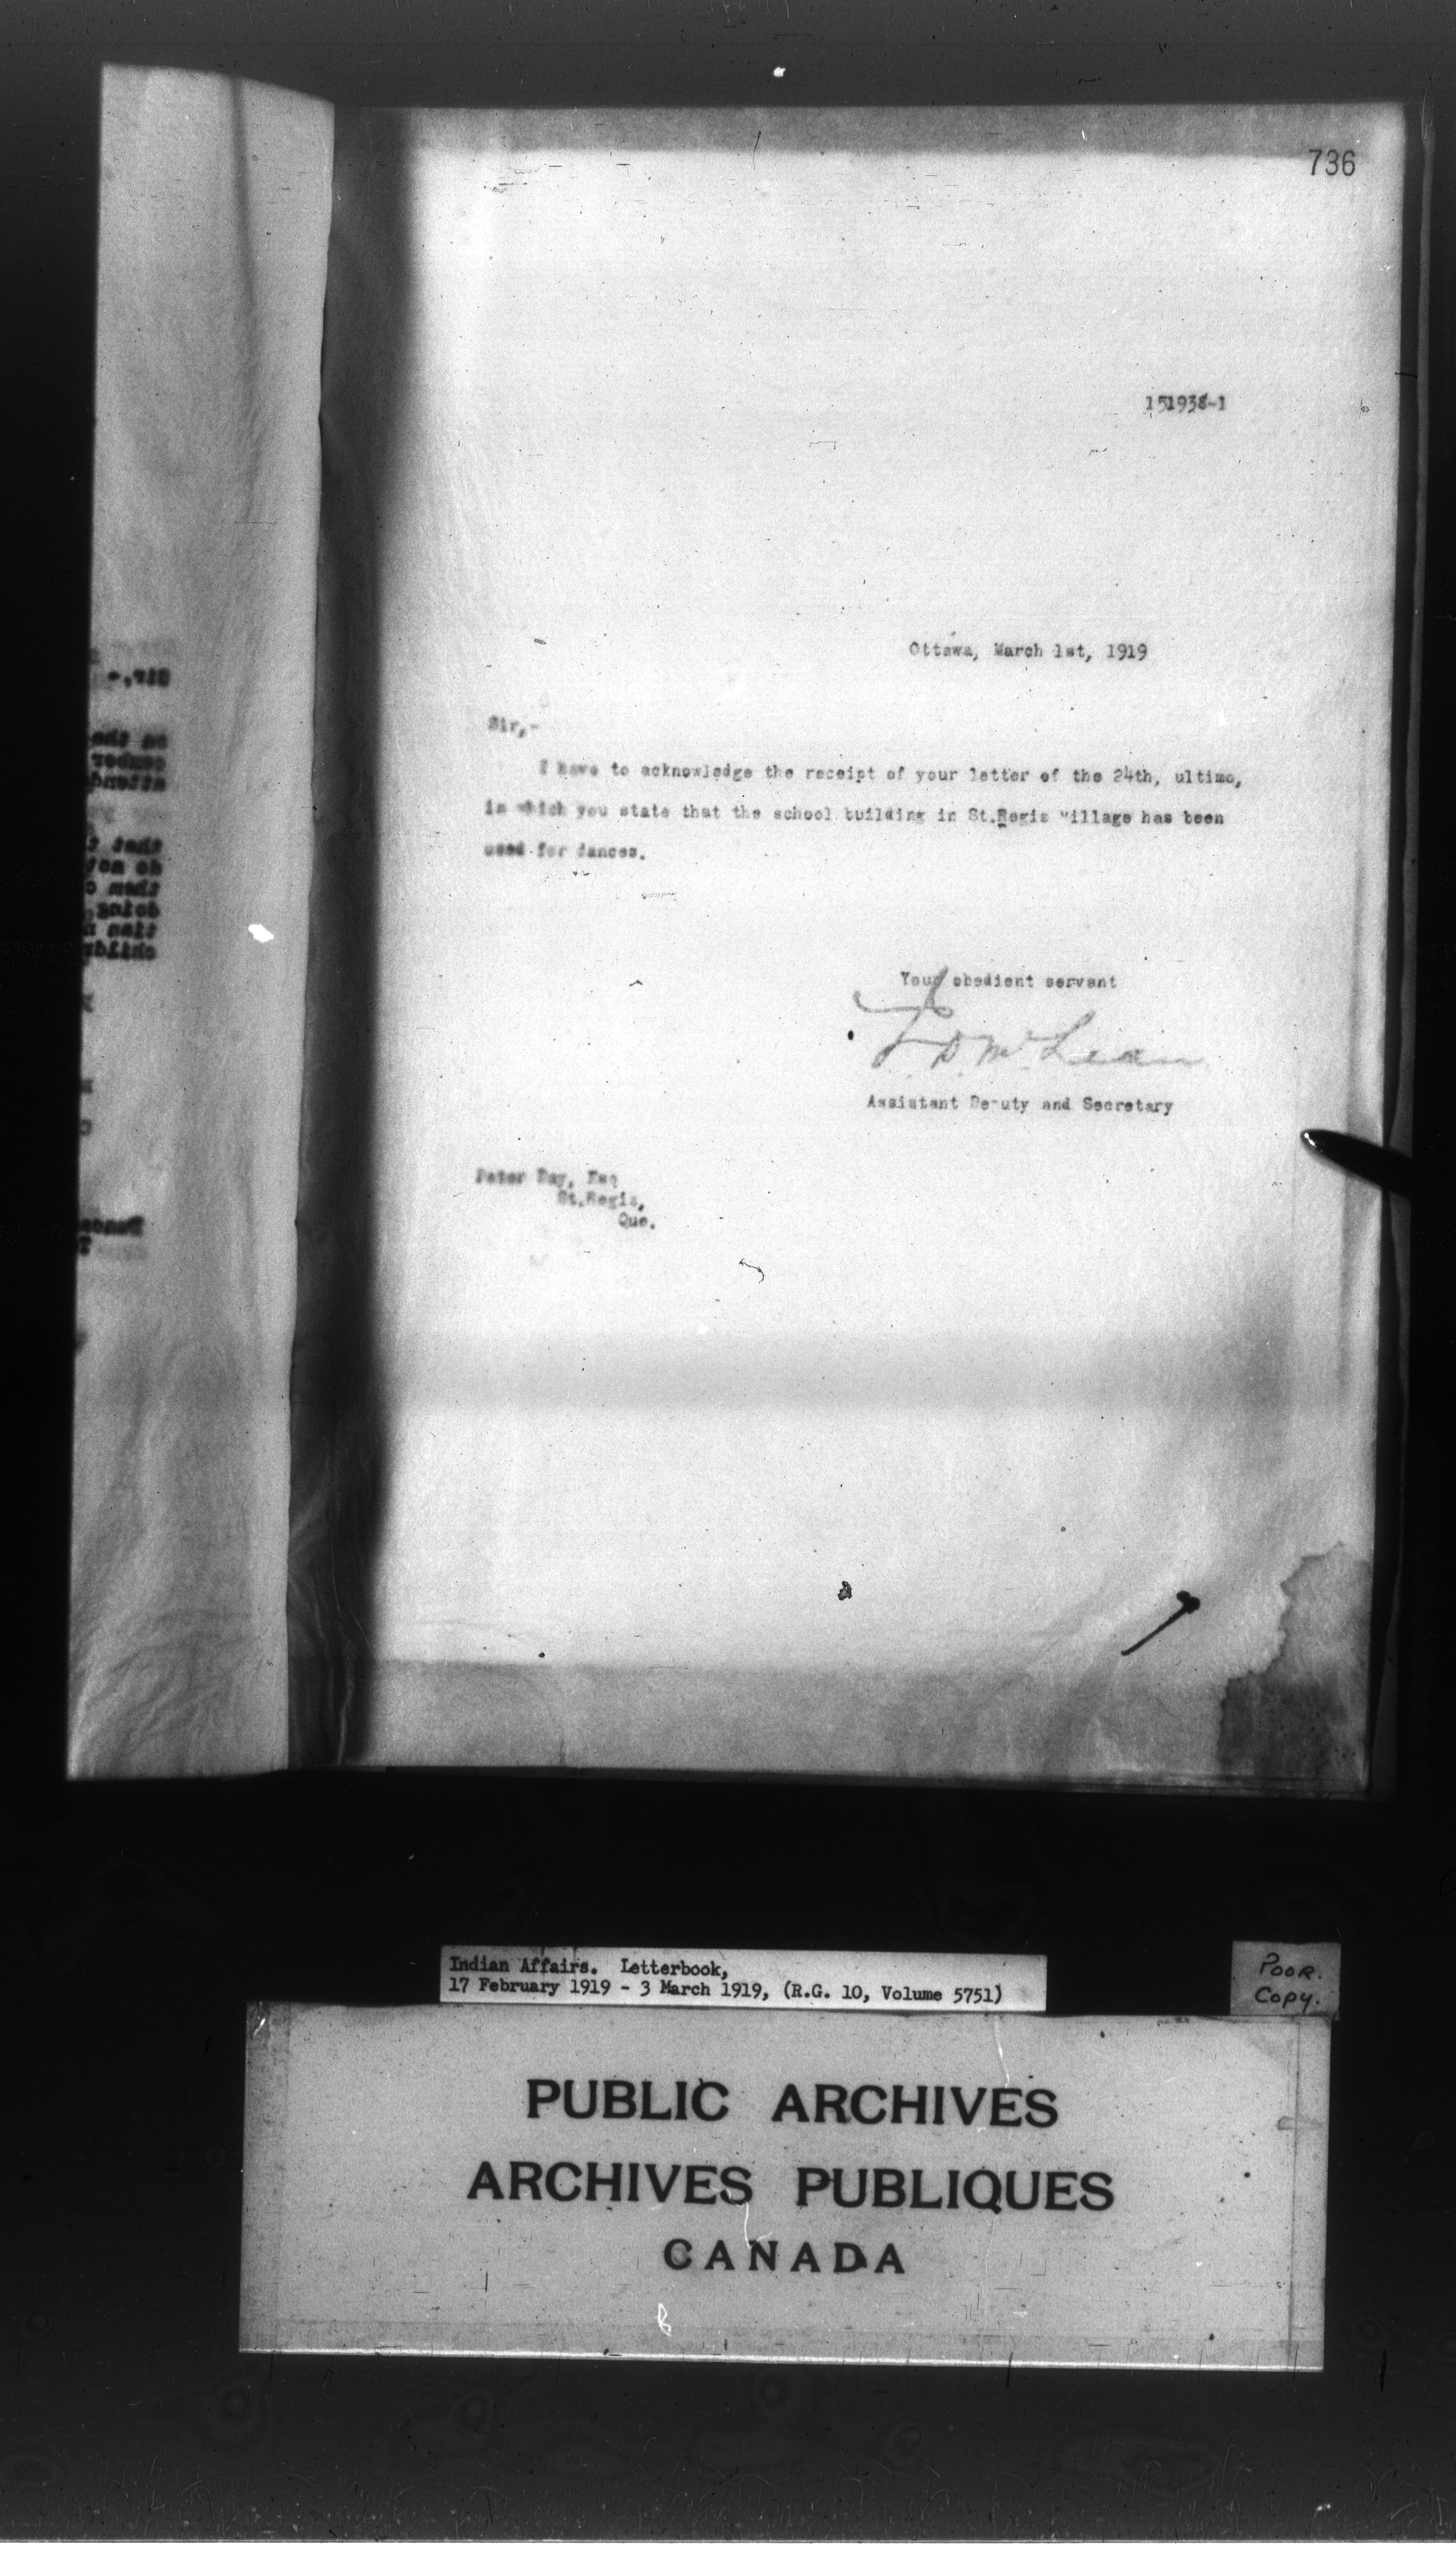 736
151936-1
Ottawa, March 1st, 1919
Sir,-
I have to acknowledge the receipt of your letter of the 24th, ultimo,
in which you state that the school building in St.Regis Village has been
used for dances.
Your obedient servant
J. D. McLean
Assistant Deputy and Secretary
Peter Day, Esq
St.Regis,
Que.
Indian Affairs. Letterbook,
17 February 1919 - 3 March 1919, (R.G. 10, Volume 5751)
POOR.
COPY.
PUBLIC ARCHIVES
ARCHIVES PUBLIQUES
CANADA